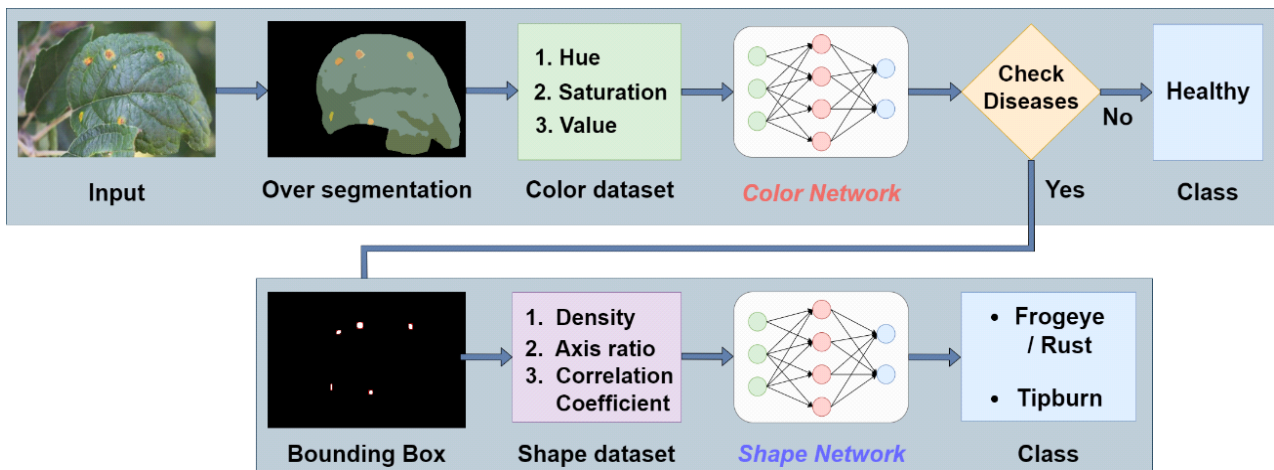 1. Hue
2. Saturation
3. Value
Check
Diseases
No
Healthy
Input
Over segmentation
Color dataset
Color Network
Yes
Class
1. Density
2. Axis ratio
3. Correlation
Coefficient
• Frogeye
/ Rust
• Tipburn
Bounding Box
Shape dataset
Shape Network
Class